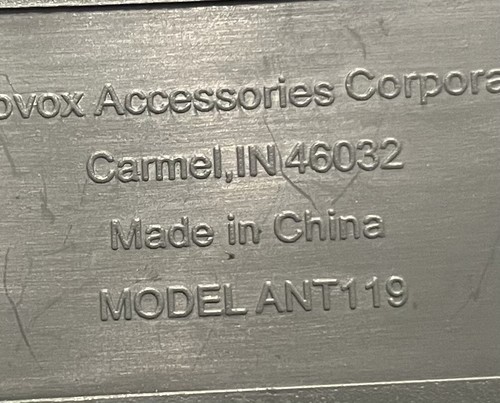 ovox Accessories Corpora
Carmel,IN 46032
Made in China
MODEL ANT119